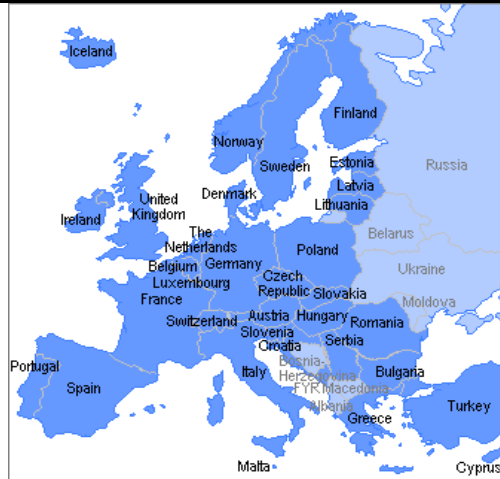 Iceland
Finland
Norway
Sweden
Estonia
Russia
Latvia
Denmark
Lithuania
United
Kingdom
Ireland
Belarus
The
Netherlands
Poland
Belgium
Germany
Ukraine
Czech
Republic
Luxembourg
Slovakia
France
Moldova
Austria
Hungary
Switzerland
Romania
Slovenia
Serbia
Croatia
Bosnia-
Herzegovina
Portugal
Italy
Bulgaria
Spain
FYR Macedonia
Albania
Turkey
Greece
Malta
Cyprus